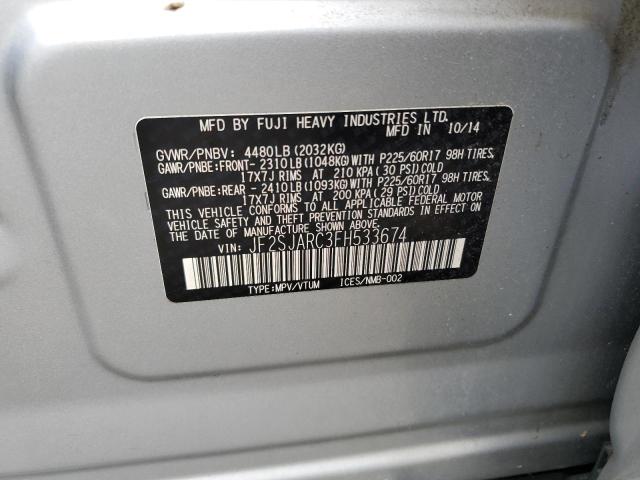 MFD BY FUJI HEAVY INDUSTRIES LTD.
MFD IN 10/14
GVWR/PNBV: 4480LB (2032KG)
GAWR/PNBE:FRONT- 2310LB (1048KG) WITH P225/60R17 98H TIRES,
17X7J RIMS AT 210 KPA (30 PSI) COLD
GAWR/PNBE:REAR - 2410LB (1093KG) WITH P225/60R17 98H TIRES,
17X7J RIMS AT 200 KPA (29 PSI) COLD
THIS VEHICLE CONFORMS TO ALL APPLICABLE FEDERAL MOTOR
VEHICLE SAFETY AND THEFT PREVENTION STANDARDS IN EFFECT
ON THE DATE OF MANUFACTURE SHOWN ABOVE.
VIN: JF2SJARC3FH533674
TYPE:MPV/VTUM ICES/NMB-002